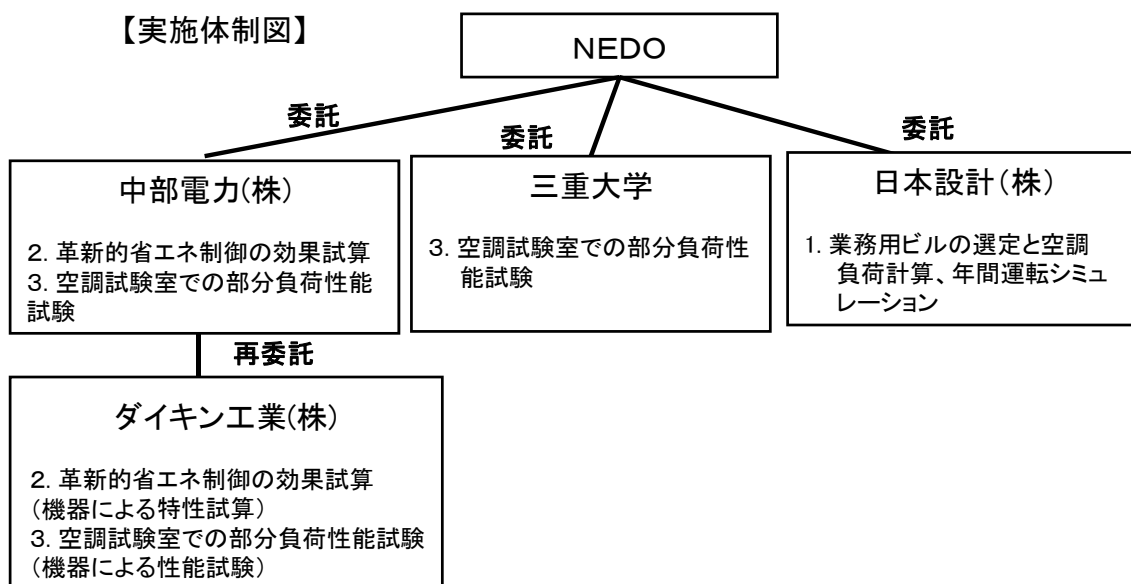 【実施体制図】
NEDO
委託
委託
委託
中部電力(株)
2. 革新的省エネ制御の効果試算
3. 空調試験室での部分負荷性能
試験
三重大学
3. 空調試験室での部分負荷性
能試験
日本設計(株)
1. 業務用ビルの選定と空調
負荷計算、年間運転シミュ
レーション
再委託
ダイキン工業(株)
2. 革新的省エネ制御の効果試算
(機器による特性試算)
3. 空調試験室での部分負荷性能試験
(機器による性能試験)